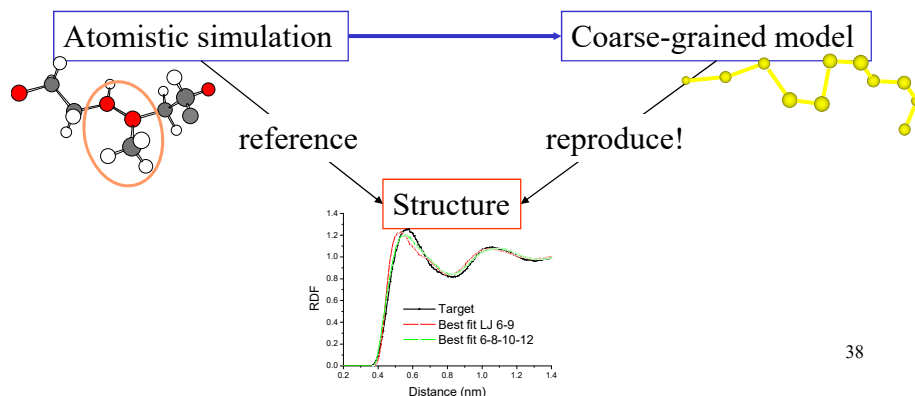 Atomistic simulation
Coarse-grained model
reference
reproduce!
Structure
1.4
1.2
1.0
0.8
0.6
0.4
0.2
0.0
RDF
Target
Best fit LJ 6-9
Best fit 6-8-10-12
0.2 0.4 0.6 0.8 1.0 1.2 1.4
Distance (nm)
38